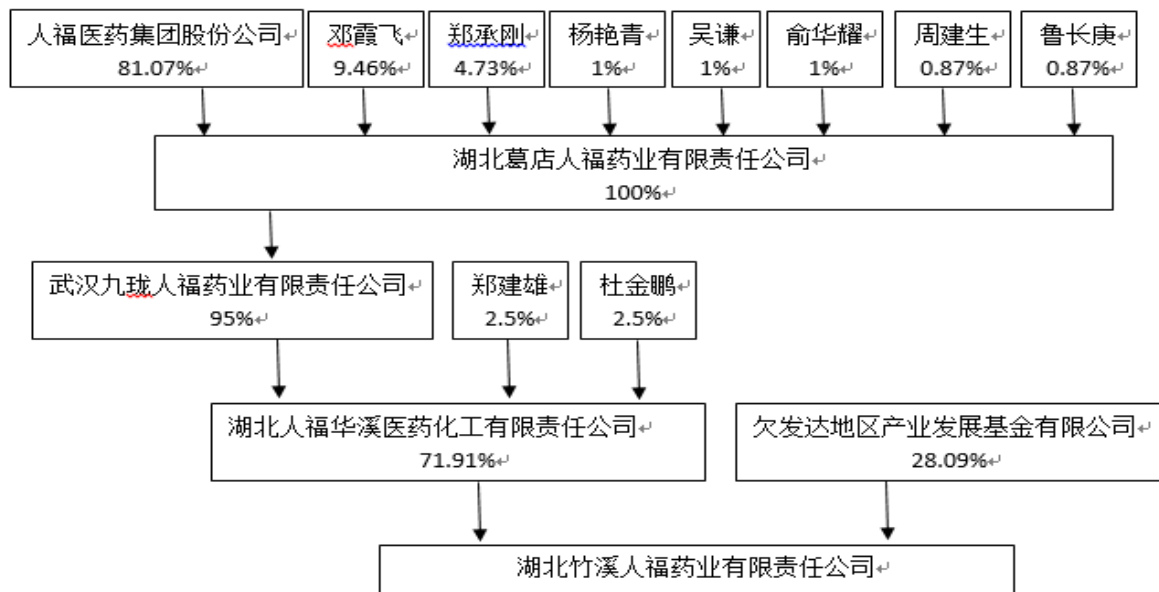 人福医药集团股份公司
81.07%
邓霞飞
9.46%
郑承刚
4.73%
杨艳青
1%
吴谦
1%
俞华耀
1%
周建生
0.87%
鲁长庚
0.87%
湖北葛店人福药业有限责任公司
100%
武汉九珑人福药业有限责任公司
95%
郑建雄
2.5%
杜金鹏
2.5%
湖北人福华溪医药化工有限责任公司
71.91%
欠发达地区产业发展基金有限公司
28.09%
湖北竹溪人福药业有限责任公司